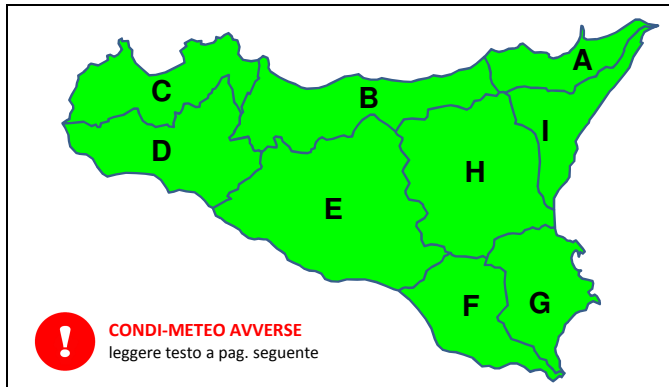 A
C
B
I
D
H
E
F
G
!
CONDI-METEO AVVERSE
leggere testo a pag. seguente